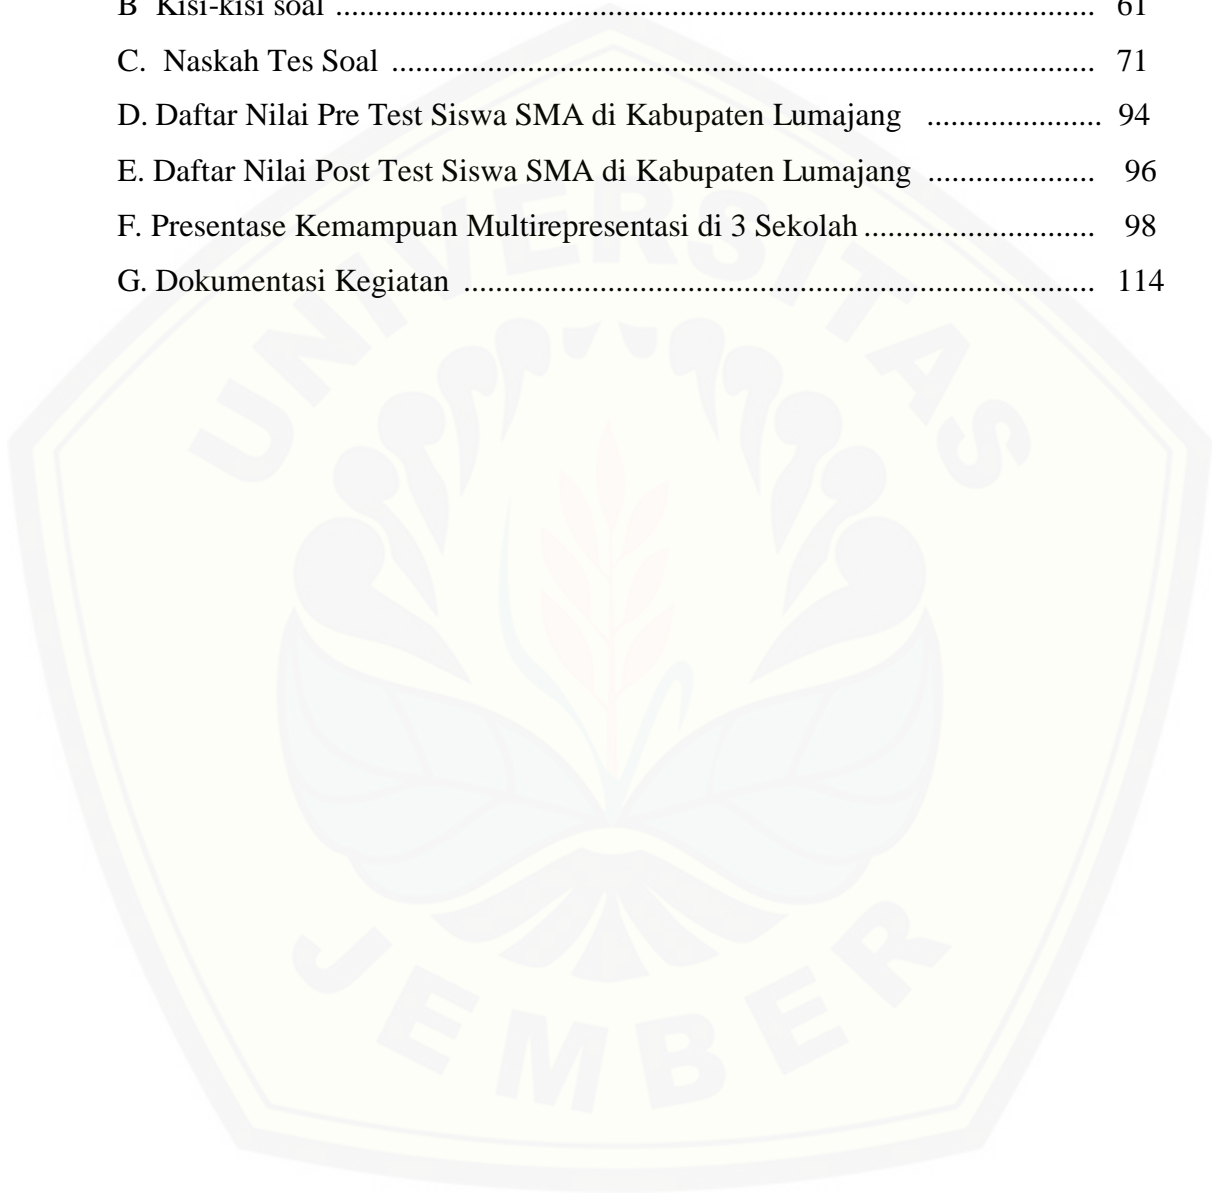 B Kisi-kisi soal ................................................................................................ 61
C. Naskah Tes Soal ......................................................................................... 71
D. Daftar Nilai Pre Test Siswa SMA di Kabupaten Lumajang ...................... 94
E. Daftar Nilai Post Test Siswa SMA di Kabupaten Lumajang ..................... 96
F. Presentase Kemampuan Multirepresentasi di 3 Sekolah ............................. 98
G. Dokumentasi Kegiatan ................................................................................ 114
UNIVERSITAS
JEMBER